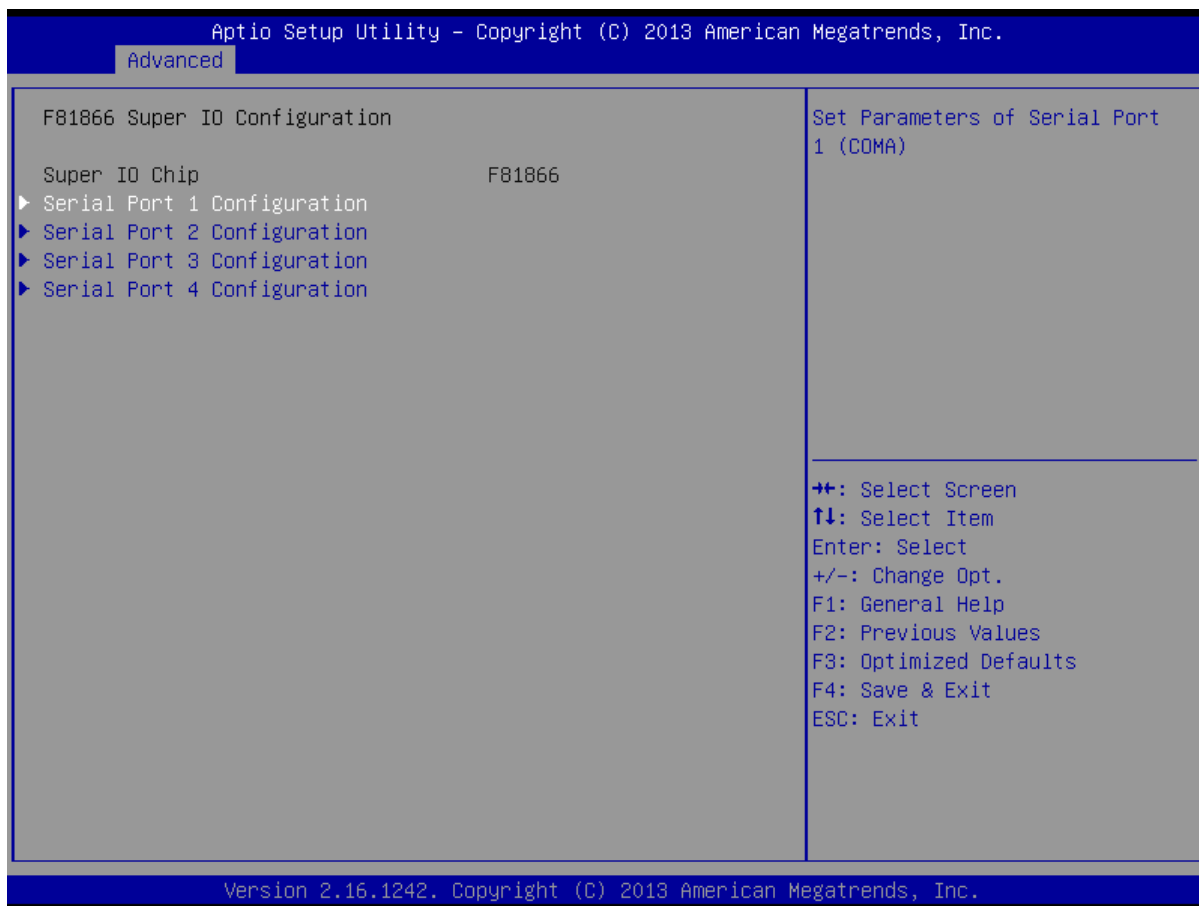 Aptio Setup Utility – Copyright (C) 2013 American Megatrends, Inc.
Advanced
F81866 Super IO Configuration
Super IO Chip F81866
Serial Port 1 Configuration
Serial Port 2 Configuration
Serial Port 3 Configuration
Serial Port 4 Configuration
Set Parameters of Serial Port
1 (COMA)
→←: Select Screen
↑↓: Select Item
Enter: Select
+/-: Change Opt.
F1: General Help
F2: Previous Values
F3: Optimized Defaults
F4: Save & Exit
ESC: Exit
Version 2.16.1242. Copyright (C) 2013 American Megatrends, Inc.